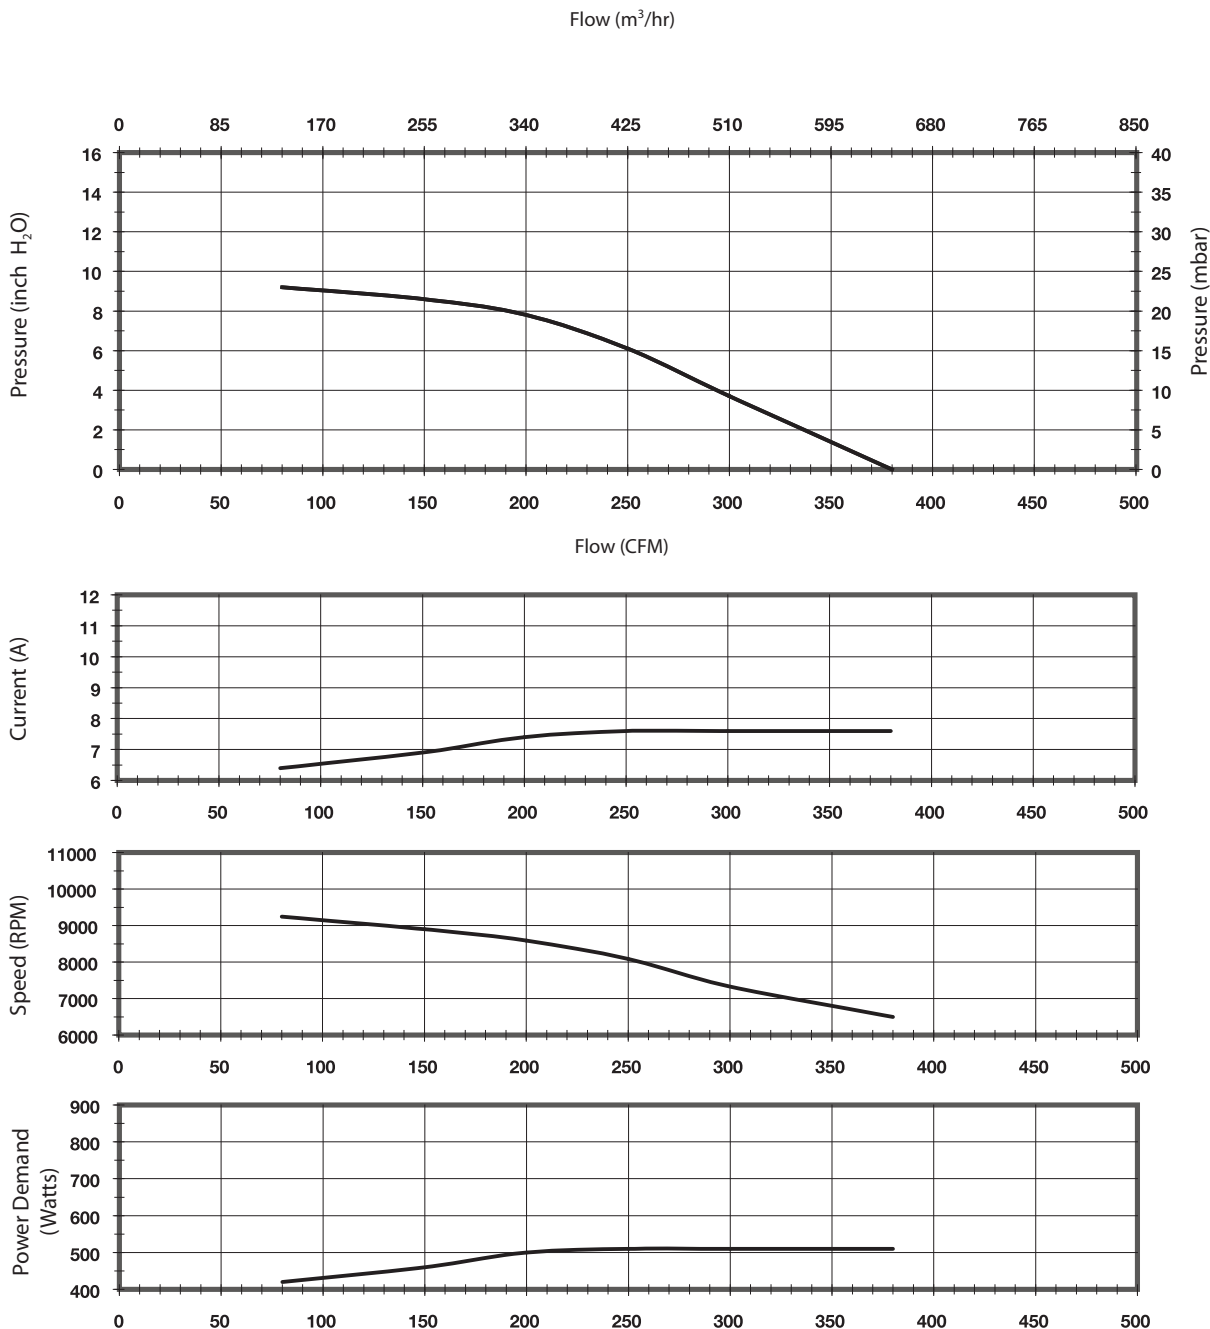 Flow (m³/hr)
0 85 170 255 340 425 510 595 680 765 850
Pressure (inch H₂O)
16
14
12
10
8
6
4
2
0
40
35
30
25
20
15
10
5
0
Pressure (mbar)
0 50 100 150 200 250 300 350 400 450 500
Flow (CFM)
Current (A)
12
11
10
9
8
7
6
0 50 100 150 200 250 300 350 400 450 500
Speed (RPM)
11000
10000
9000
8000
7000
6000
0 50 100 150 200 250 300 350 400 450 500
Power Demand
(Watts)
900
800
700
600
500
400
0 50 100 150 200 250 300 350 400 450 500